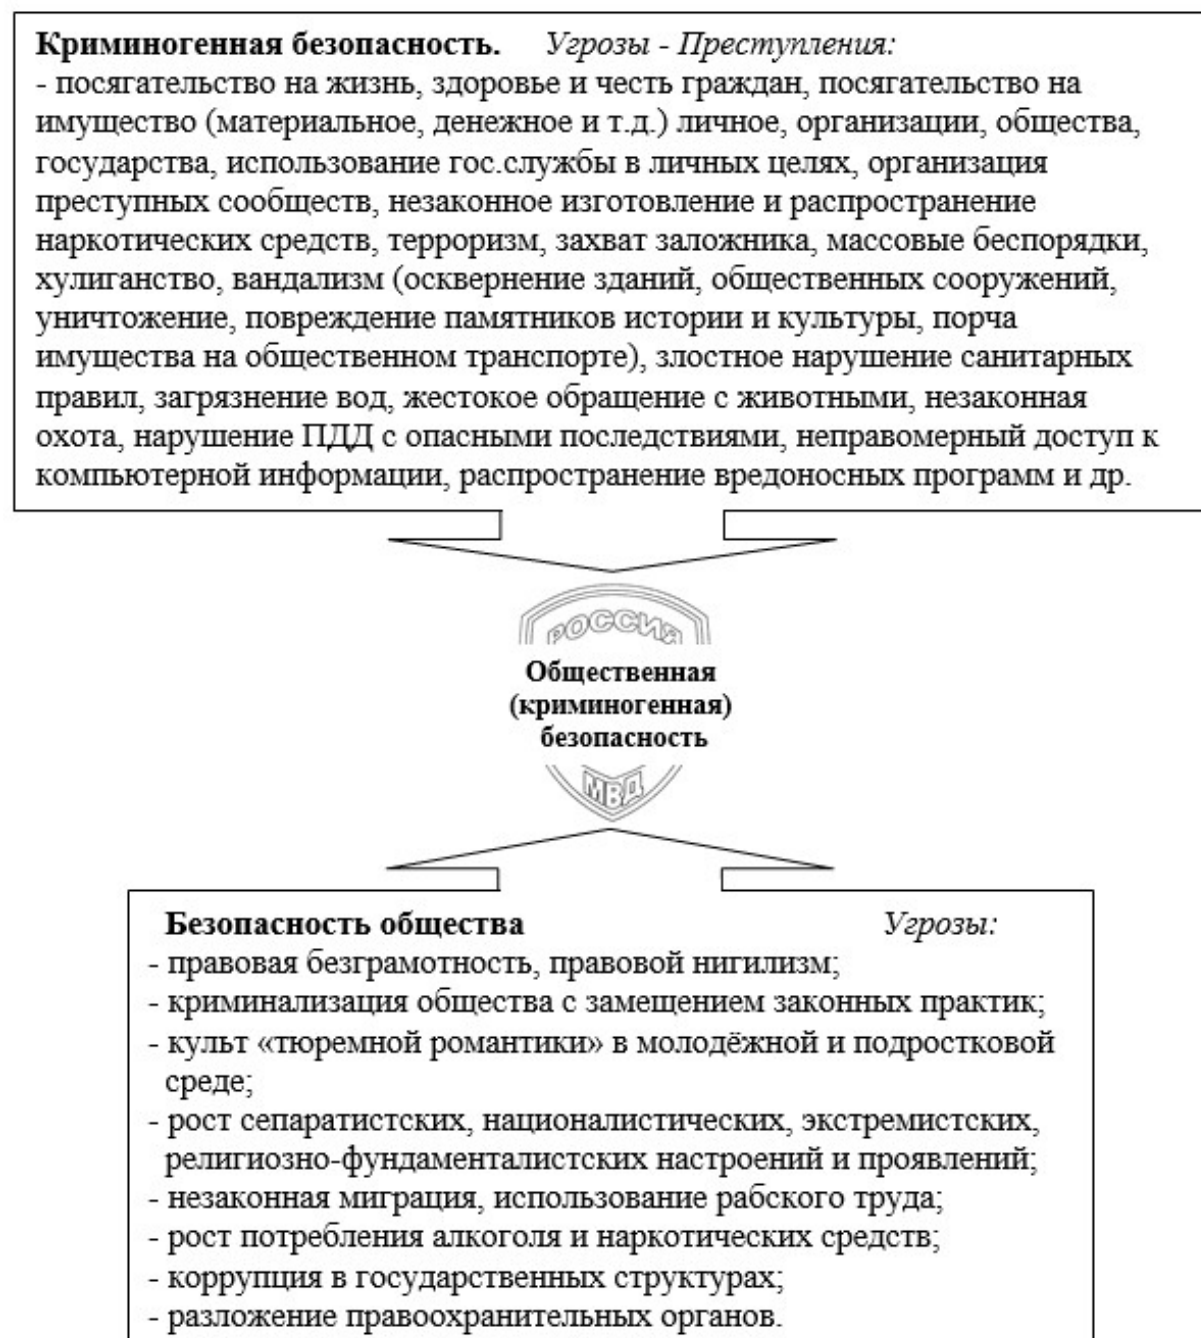 Криминогенная безопасность. Угрозы - Преступления:
- посягательство на жизнь, здоровье и честь граждан, посягательство на
имущество (материальное, денежное и т.д.) личное, организации, общества,
государства, использование гос.службы в личных целях, организация
преступных сообществ, незаконное изготовление и распространение
наркотических средств, терроризм, захват заложника, массовые беспорядки,
хулиганство, вандализм (осквернение зданий, общественных сооружений,
уничтожение, повреждение памятников истории и культуры, порча
имущества на общественном транспорте), злостное нарушение санитарных
правил, загрязнение вод, жестокое обращение с животными, незаконная
охота, нарушение ПДД с опасными последствиями, неправомерный доступ к
компьютерной информации, распространение вредоносных программ и др.
РОССИЯ
Общественная
(криминогенная)
безопасность
МВД
Безопасность общества Угрозы:
- правовая безграмотность, правовой нигилизм;
- криминализация общества с замещением законных практик;
- культ «тюремной романтики» в молодёжной и подростковой
среде;
- рост сепаратистских, националистических, экстремистских,
религиозно-фундаменталистских настроений и проявлений;
- незаконная миграция, использование рабского труда;
- рост потребления алкоголя и наркотических средств;
- коррупция в государственных структурах;
- разложение правоохранительных органов.